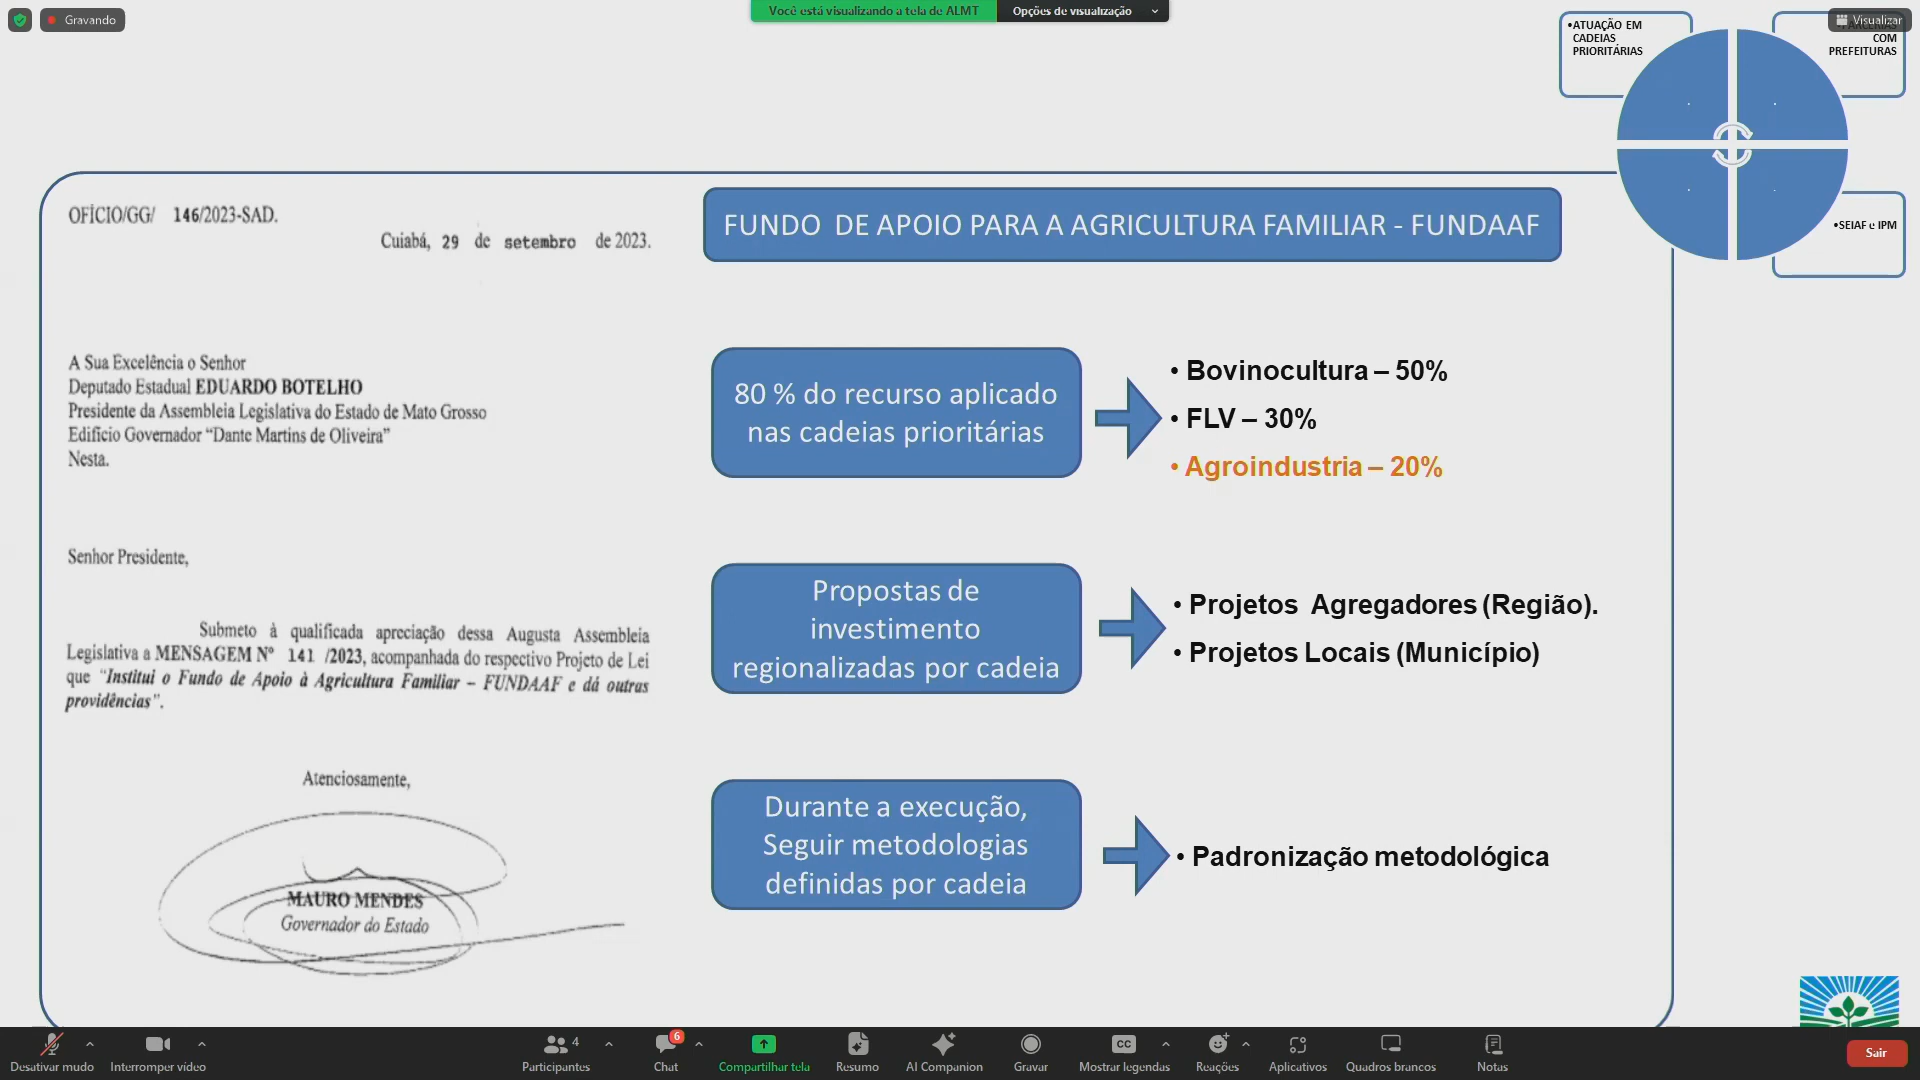 Gravando
Você está visualizando a tela de ALMT
Opções de visualização
Visualizar
•ATUAÇÃO EM
CADEIAS
PRIORITÁRIAS
COM
PREFEITURAS
•SEIAF e IPM
OFÍCIO/GG/ 146/2023-SAD.
Cuiabá, 29 de setembro de 2023.
A Sua Excelência o Senhor
Deputado Estadual EDUARDO BOTELHO
Presidente da Assembleia Legislativa do Estado de Mato Grosso
Edifício Governador “Dante Martins de Oliveira”
Nesta.
Senhor Presidente,
Submeto à qualificada apreciação dessa Augusta Assembleia
Legislativa a MENSAGEM Nº 141 /2023, acompanhada do respectivo Projeto de Lei
que “Institui o Fundo de Apoio à Agricultura Familiar – FUNDAAF e dá outras
providências”.
Atenciosamente,
MAURO MENDES
Governador do Estado
FUNDO DE APOIO PARA A AGRICULTURA FAMILIAR - FUNDAAF
80 % do recurso aplicado
nas cadeias prioritárias
• Bovinocultura – 50%
• FLV – 30%
• Agroindustria – 20%
Propostas de
investimento
regionalizadas por cadeia
• Projetos Agregadores (Região).
• Projetos Locais (Município)
Durante a execução,
Seguir metodologias
definidas por cadeia
• Padronização metodológica
Desativar mudo
Interromper vídeo
4
Participantes
6
Chat
Compartilhar tela
Resumo
AI Companion
Gravar
CC
Mostrar legendas
Reações
Aplicativos
Quadros brancos
Notas
Sair